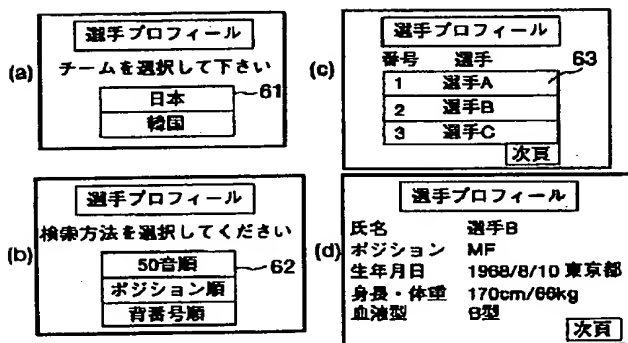 (a)
選手プロフィール
チームを選択して下さい
日本
韓国
61
(b)
選手プロフィール
検索方法を選択してください
50音順
ポジション順
背番号順
62
(c)
選手プロフィール
番号 選手
1 選手A
2 選手B
3 選手C
63
次頁
(d)
選手プロフィール
氏名 選手B
ポジション MF
生年月日 1968/8/10 東京都
身長・体重 170cm/66kg
血液型 B型
次頁